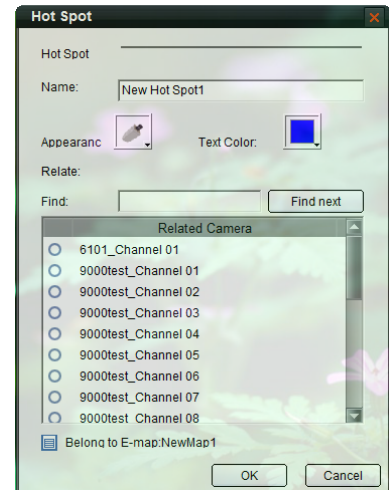 Hot Spot
Hot Spot
Name: New Hot Spot1
Appearanc Text Color:
Relate:
Find: Find next
Related Camera
6101_Channel 01
9000test_Channel 01
9000test_Channel 02
9000test_Channel 03
9000test_Channel 04
9000test_Channel 05
9000test_Channel 06
9000test_Channel 07
9000test_Channel 08
Belong to E-map:NewMap1
OK Cancel